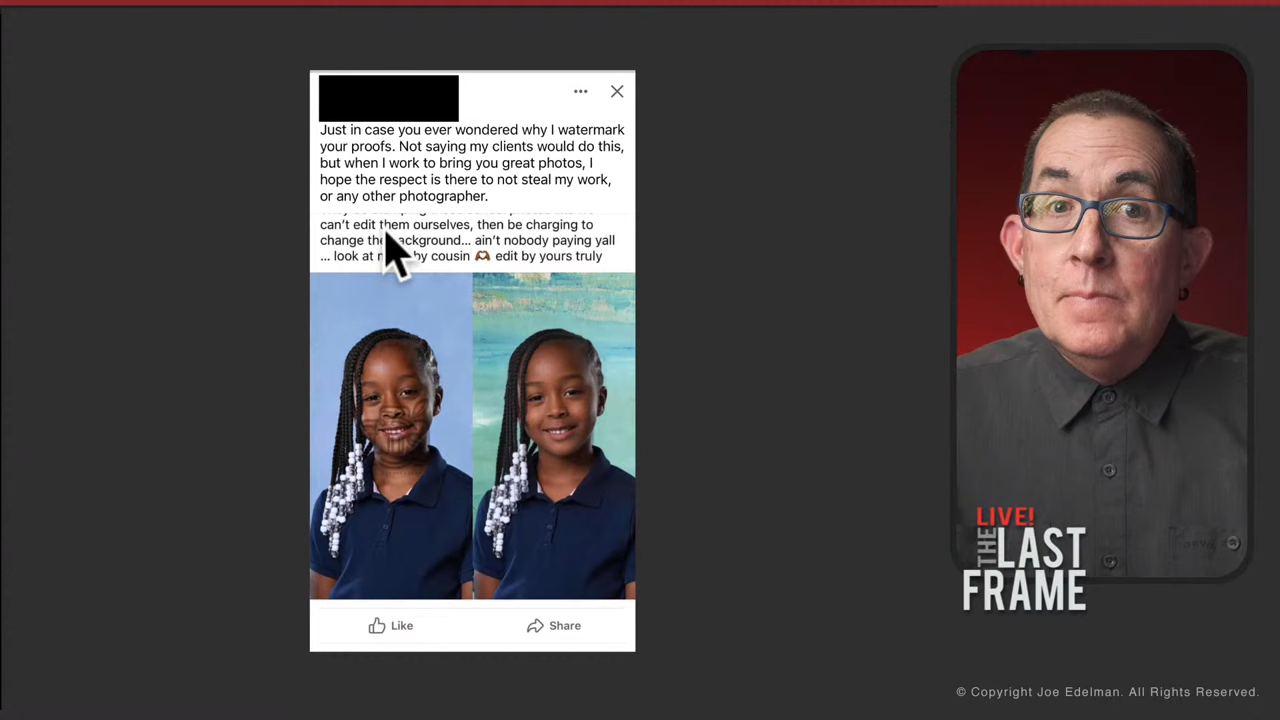 Just in case you ever wondered why I watermark
your proofs. Not saying my clients would do this,
but when I work to bring you great photos, I
hope the respect is there to not steal my work,
or any other photographer.
can’t edit them ourselves, then be charging to
change the background... ain’t nobody paying yall
... look at by cousin 🫶🏾 edit by yours truly
Like
Share
LIVE!
THE LAST
FRAME
© Copyright Joe Edelman. All Rights Reserved.